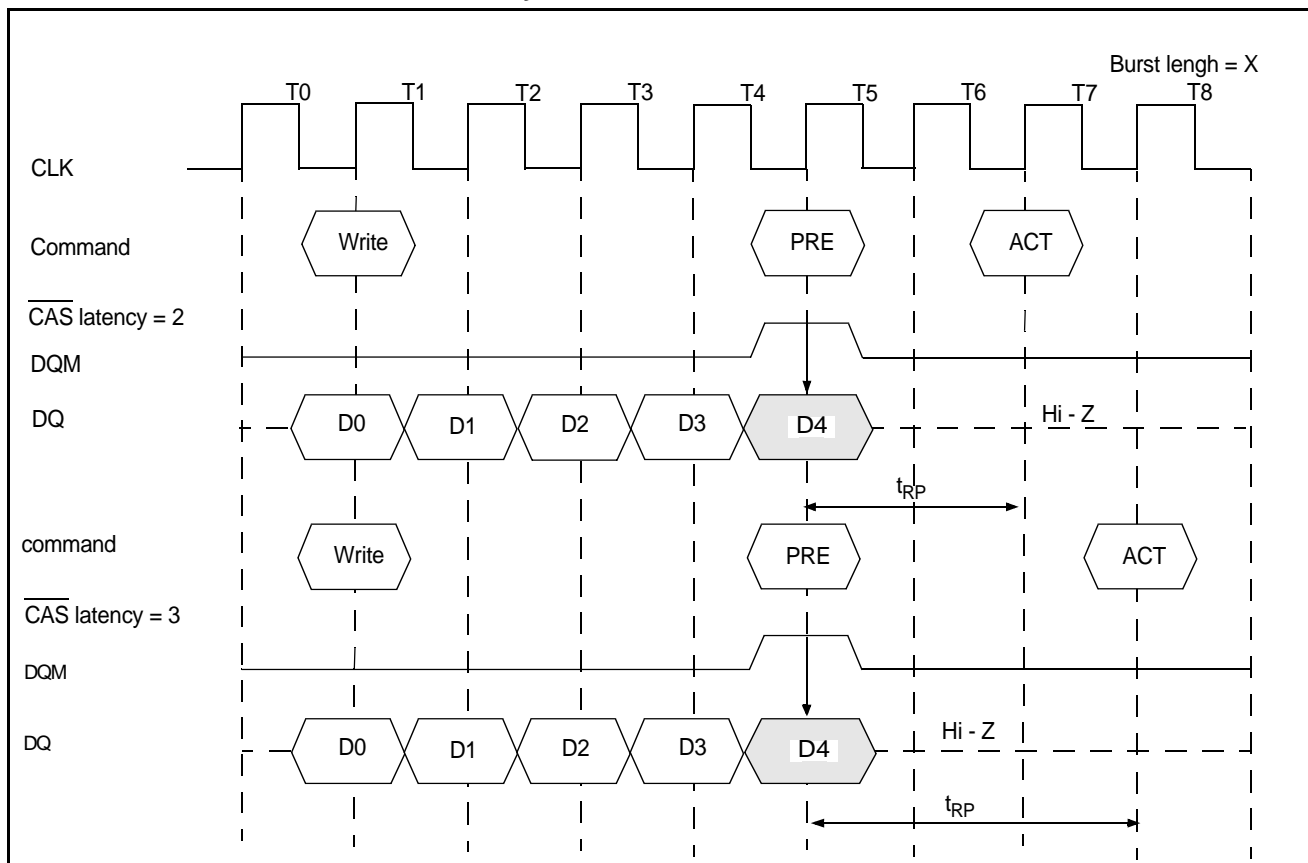 Burst lengh = X
T0 T1 T2 T3 T4 T5 T6 T7 T8
CLK
Command Write PRE ACT
CAS latency = 2
DQM
DQ D0 D1 D2 D3 D4 Hi - Z
tRP
command Write PRE ACT
CAS latency = 3
DQM
DQ D0 D1 D2 D3 D4 Hi - Z
tRP